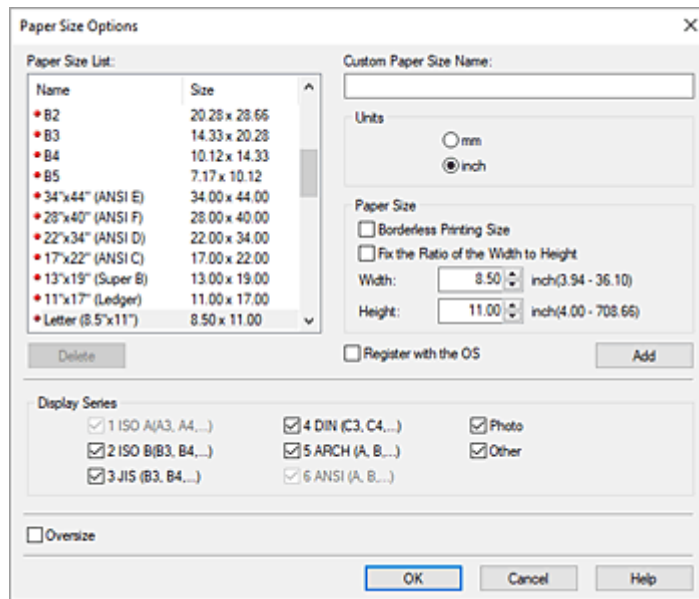 Paper Size Options
Paper Size List:
Name Size
B2 20.28 x 28.66
B3 14.33 x 20.28
B4 10.12 x 14.33
B5 7.17 x 10.12
34"x44" (ANSI E) 34.00 x 44.00
28"x40" (ANSI F) 28.00 x 40.00
22"x34" (ANSI D) 22.00 x 34.00
17"x22" (ANSI C) 17.00 x 22.00
13"x19" (Super B) 13.00 x 19.00
11"x17" (Ledger) 11.00 x 17.00
Letter (8.5"x11") 8.50 x 11.00
Delete
Custom Paper Size Name:
Units
mm
inch
Paper Size
Borderless Printing Size
Fix the Ratio of the Width to Height
Width: 8.50 inch(3.94 - 36.10)
Height: 11.00 inch(4.00 - 708.66)
Register with the OS Add
Display Series
1 ISO A(A3, A4,...) 4 DIN (C3, C4,...) Photo
2 ISO B(B3, B4,...) 5 ARCH (A, B,...) Other
3 JIS (B3, B4,...) 6 ANSI (A, B,...)
Oversize
OK Cancel Help